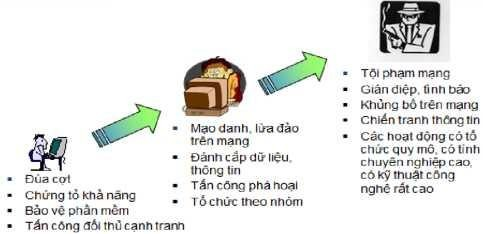 Đùa cợt
Chứng tỏ khả năng
Bảo vệ phần mềm
Tấn công đối thủ cạnh tranh
Mạo danh, lừa đảo
trên mạng
Đánh cắp dữ liệu,
thông tin
Tấn công phá hoại
Tổ chức theo nhóm
Tội phạm mạng
Gián điệp, tình báo
Khủng bố trên mạng
Chiến tranh thông tin
Các hoạt động có tổ
chức quy mô, có tính
chuyên nghiệp cao,
có kỹ thuật công
nghệ rất cao